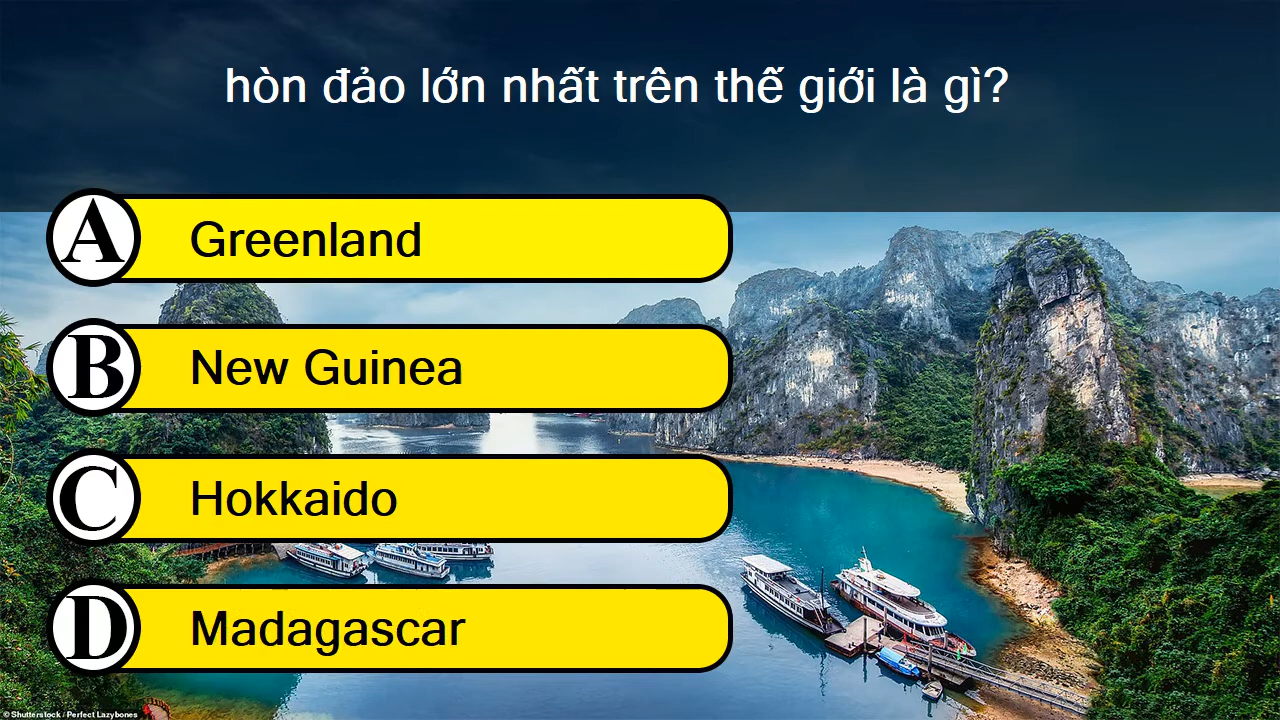 hòn đảo lớn nhất trên thế giới là gì?
A Greenland
B New Guinea
C Hokkaido
D Madagascar
© Shutterstock / Perfect Lazybones